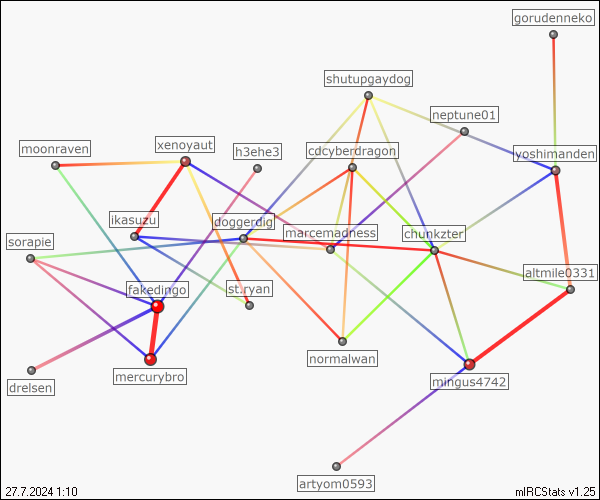 gorudenneko
shutupgaydog
neptune01
moonraven
xenoyaut
h3ehe3
cdcyberdragon
yoshimanden
ikasuzu
doggerdig
marcemadness
chunkzter
sorapie
fakedingo
st.ryan
altmile0331
normalwan
drelsen
mercurybro
mingus4742
artyom0593
27.7.2024 1:10
mIRCStats v1.25